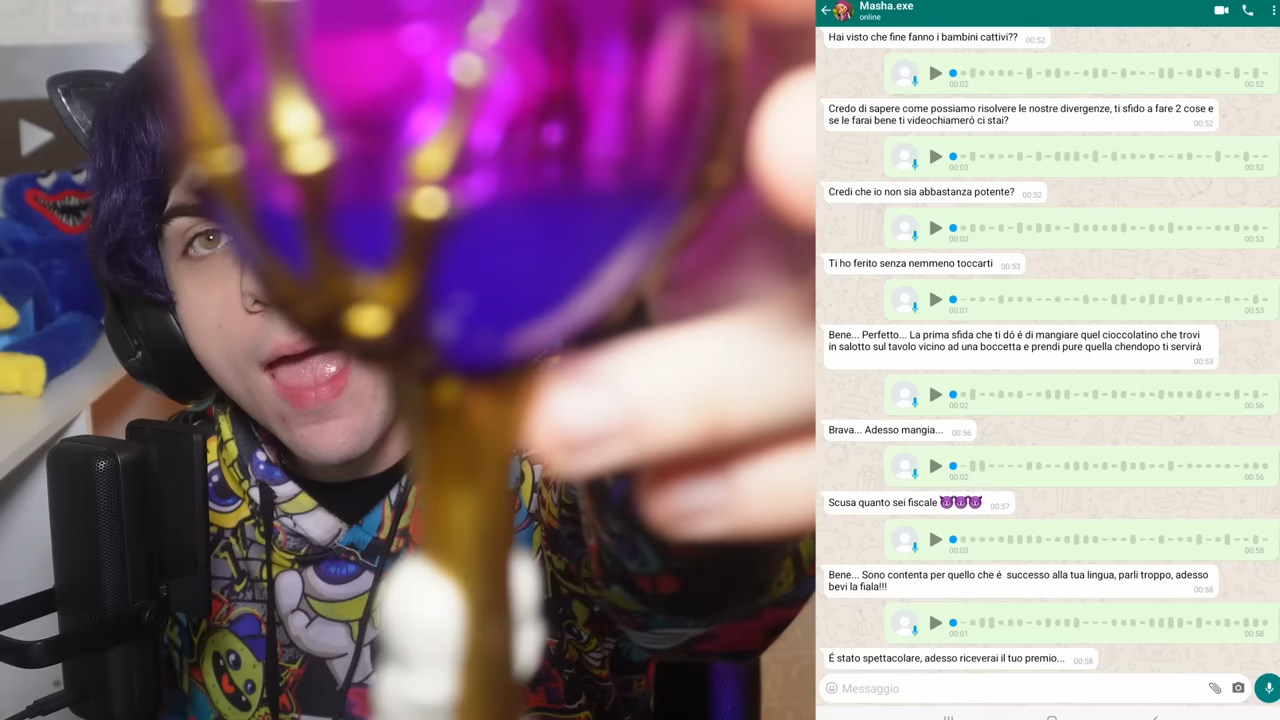 Masha.exe
online
Hai visto che fine fanno i bambini cattivi?? 00:52
00:02 00:52
Credo di sapere come possiamo risolvere le nostre divergenze, ti sfido a fare 2 cose e
se le farai bene ti videochiameró ci stai? 00:52
00:03 00:52
Credi che io non sia abbastanza potente? 00:52
00:03 00:53
Ti ho ferito senza nemmeno toccarti 00:53
00:01 00:53
Bene... Perfetto... La prima sfida che ti dó é di mangiare quel cioccolatino che trovi
in salotto sul tavolo vicino ad una boccetta e prendi pure quella chendopo ti servirà
00:53
00:02 00:56
Brava... Adesso mangia... 00:56
00:02 00:56
Scusa quanto sei fiscale 😈😈😈 00:57
00:03 00:58
Bene... Sono contenta per quello che é  successo alla tua lingua, parli troppo, adesso
bevi la fiala!!! 00:58
00:01 00:58
É stato spettacolare, adesso riceverai il tuo premio... 00:58
Messaggio